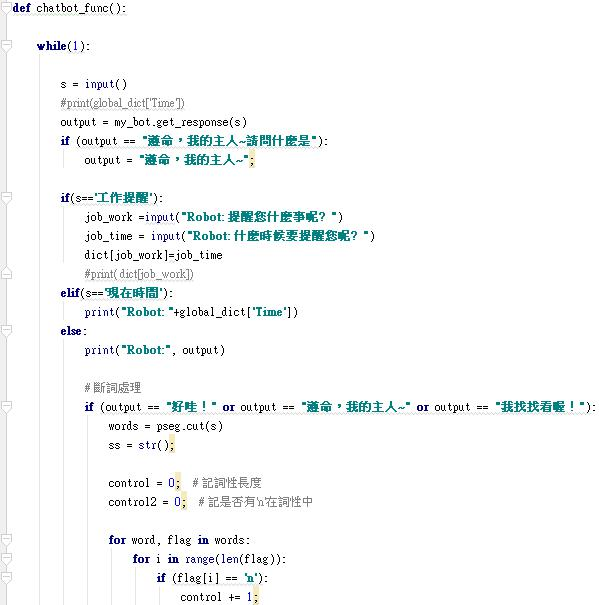 def chatbot_func():
while(1):
s = input()
#print(global_dict['Time'])
output = my_bot.get_response(s)
if (output == "遵命，我的主人~請問什麼是"):
output = "遵命，我的主人~";
if(s=='工作提醒'):
job_work =input("Robot: 提醒您什麼事呢? ")
job_time = input("Robot: 什麼時候要提醒您呢? ")
dict[job_work]=job_time
#print( dict[job_work])
elif(s=='現在時間'):
print("Robot: "+global_dict['Time'])
else:
print("Robot:", output)
# 斷詞處理
if (output == "好哇！" or output == "遵命，我的主人~" or output == "我找找看喔！"):
words = pseg.cut(s)
ss = str();
control = 0;  # 記詞性長度
control2 = 0;  # 記是否有'n'在詞性中
for word, flag in words:
for i in range(len(flag)):
if (flag[i] == 'n'):
control += 1;